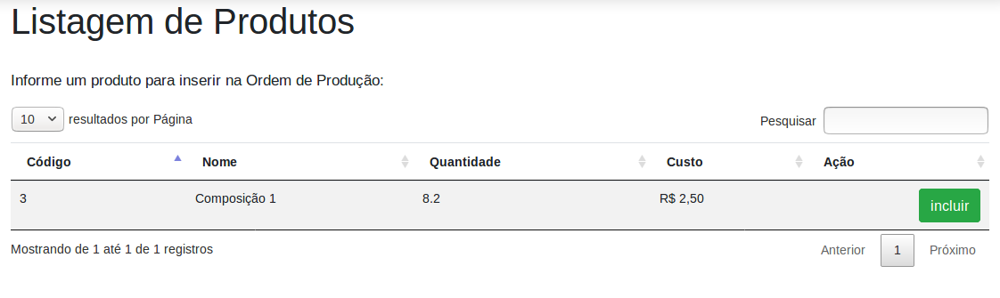 Listagem de Produtos
Informe um produto para inserir na Ordem de Produção:
10 resultados por Página
Pesquisar
Código Nome Quantidade Custo Ação
3 Composição 1 8.2 R$ 2,50 incluir
Mostrando de 1 até 1 de 1 registros
Anterior 1 Próximo